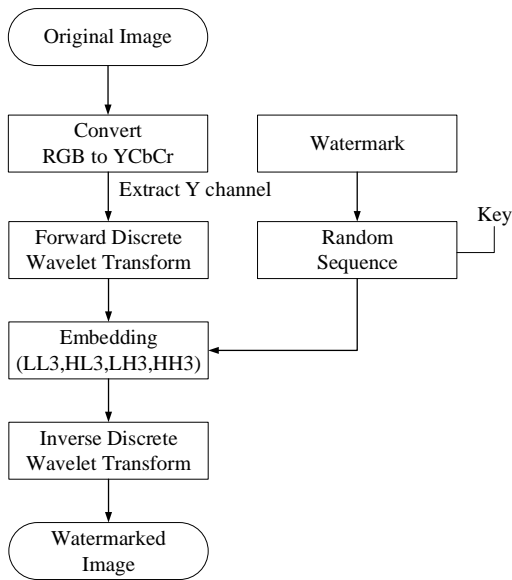 Original Image
Convert
RGB to YCbCr
Watermark
Extract Y channel
Key
Forward Discrete
Wavelet Transform
Random
Sequence
Embedding
(LL3,HL3,LH3,HH3)
Inverse Discrete
Wavelet Transform
Watermarked
Image